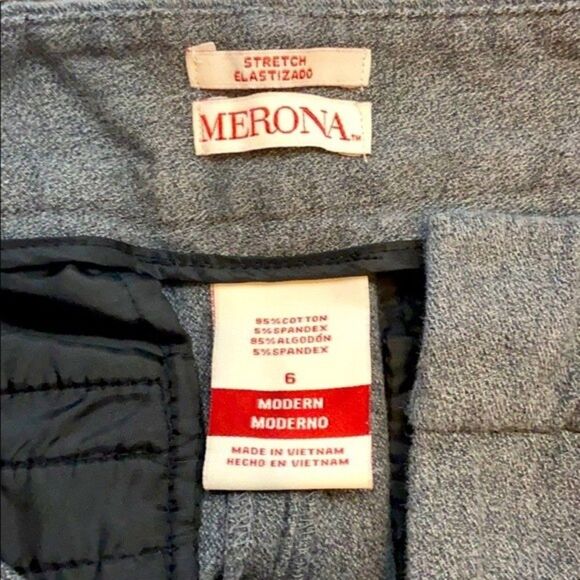 STRETCH
ELASTIZADO
MERONA™
95% COTTON
5% SPANDEX
95% ALGODÓN
5% SPANDEX
6
MODERN
MODERNO
MADE IN VIETNAM
HECHO EN VIETNAM